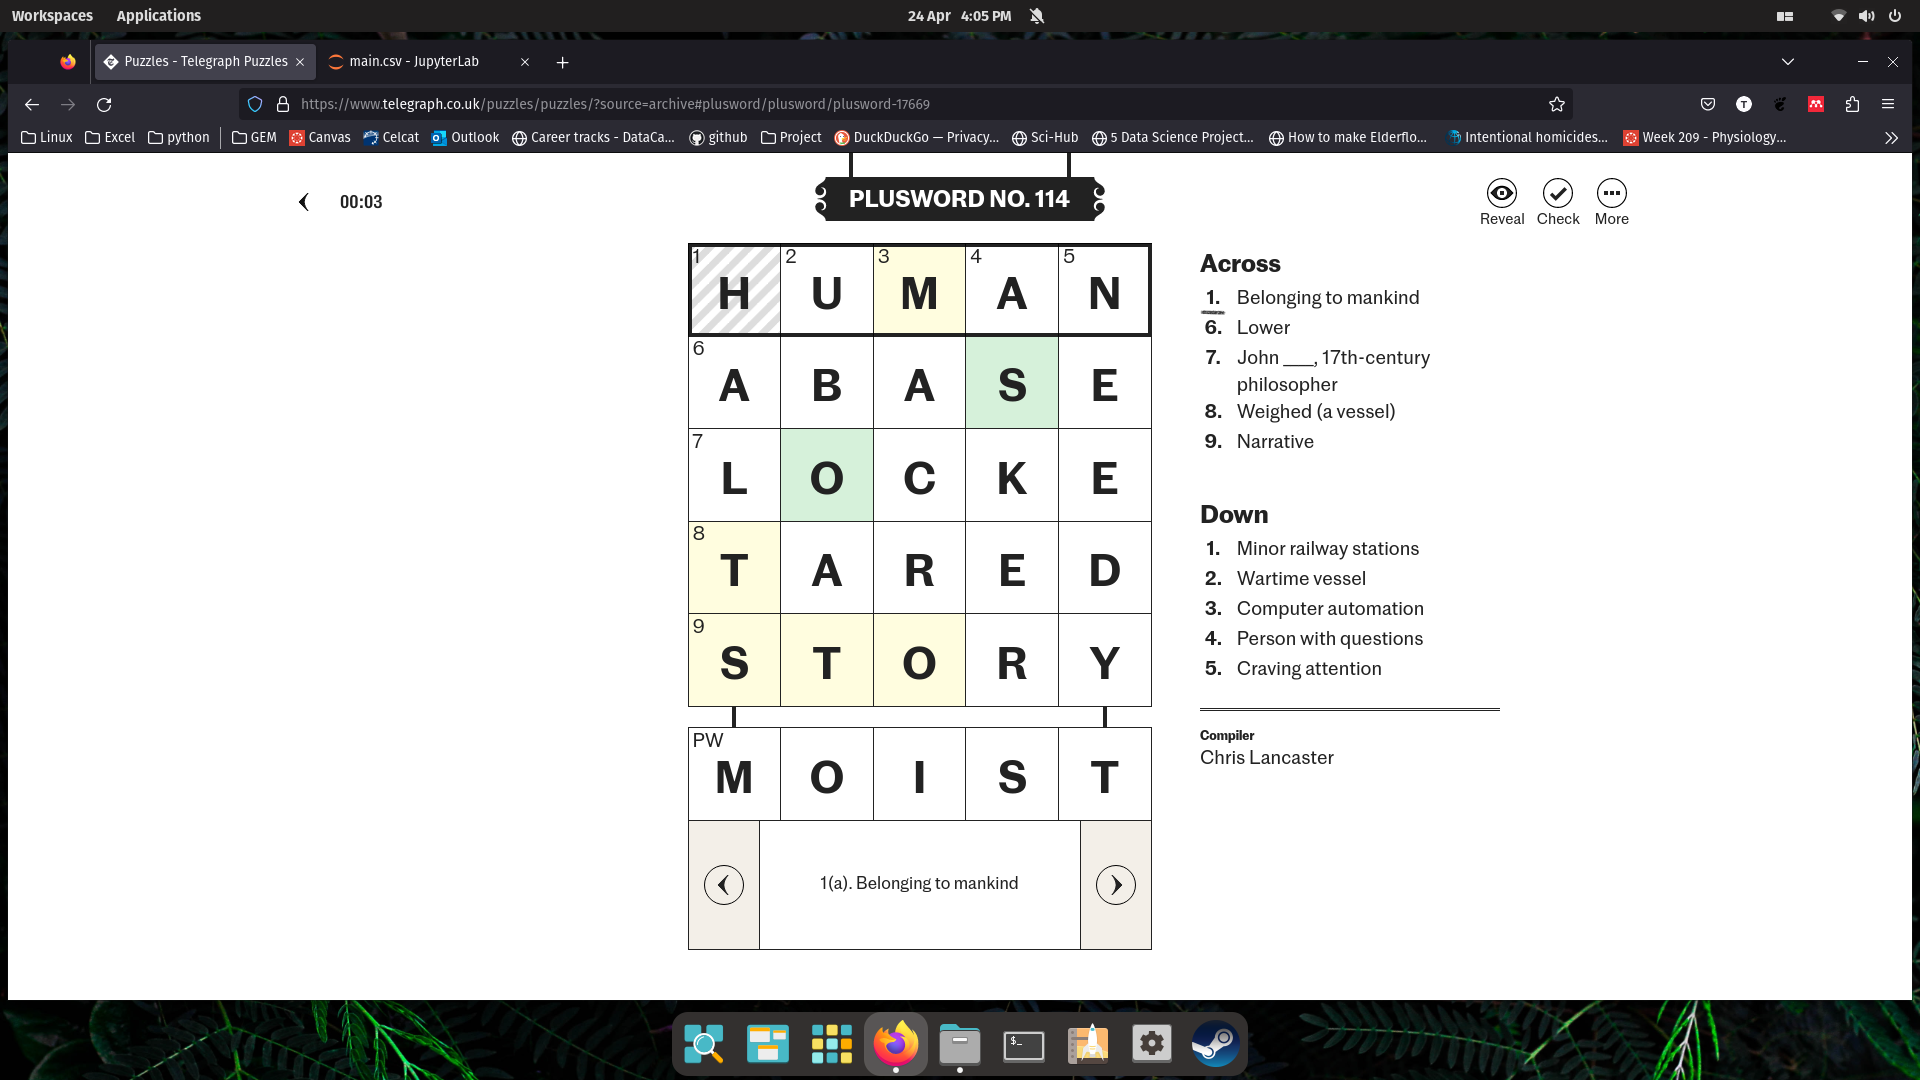 Workspaces Applications 24 Apr 4:05 PM
Puzzles - Telegraph Puzzles main.csv - JupyterLab
https://www.telegraph.co.uk/puzzles/puzzles/?source=archive#plusword/plusword/plusword-17669
Linux Excel python GEM Canvas Celcat Outlook Career tracks - DataCa... github Project DuckDuckGo — Privacy... Sci-Hub 5 Data Science Project... How to make Elderflo... Intentional homicides... Week 209 - Physiology...
00:03
PLUSWORD NO. 114
Reveal Check More
1 H 2 U 3 M 4 A 5 N
6 A B A S E
7 L O C K E
8 T A R E D
9 S T O R Y
PW M O I S T
1(a). Belonging to mankind
Across
1. Belonging to mankind
6. Lower
7. John ___, 17th-century
philosopher
8. Weighed (a vessel)
9. Narrative
Down
1. Minor railway stations
2. Wartime vessel
3. Computer automation
4. Person with questions
5. Craving attention
Compiler
Chris Lancaster